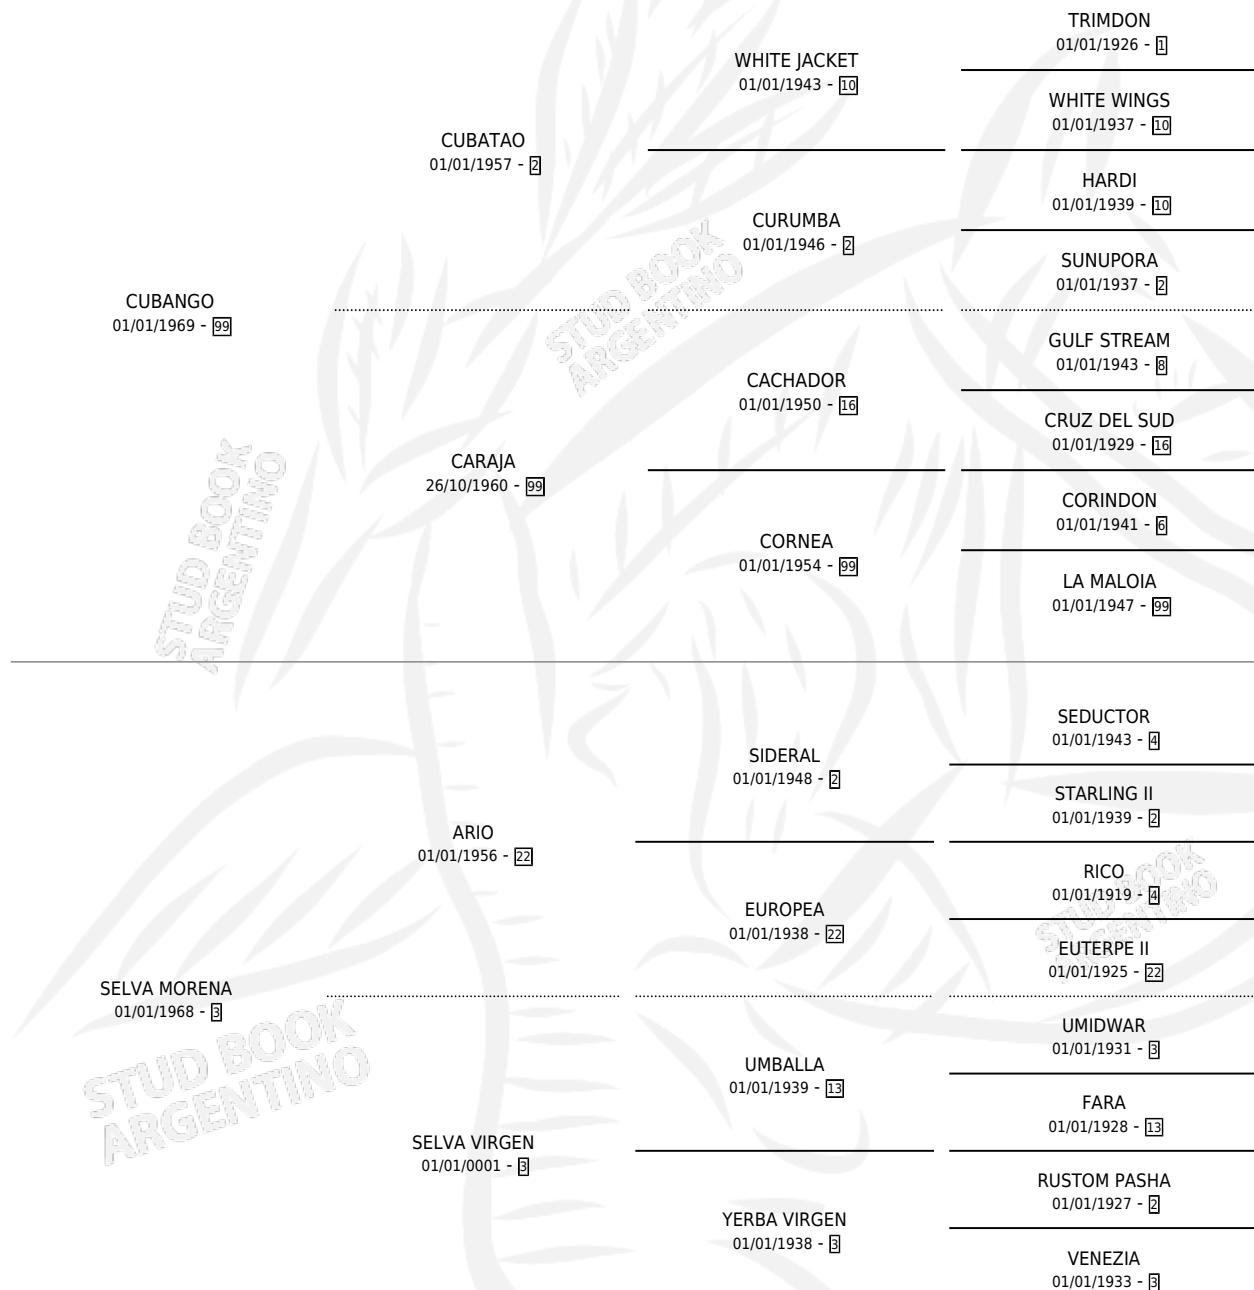 TRIMDON
01/01/1926 - 1
WHITE JACKET
01/01/1943 - 10
WHITE WINGS
01/01/1937 - 10
CUBATAO
01/01/1957 - 2
HARDI
01/01/1939 - 10
CURUMBA
01/01/1946 - 2
SUNUPORA
01/01/1937 - 2
CUBANGO
01/01/1969 - 99
STUD BOOK
ARGENTINO
GULF STREAM
01/01/1943 - 8
CACHADOR
01/01/1950 - 16
CRUZ DEL SUD
01/01/1929 - 16
CARAJA
26/10/1960 - 99
CORINDON
01/01/1941 - 6
CORNEA
01/01/1954 - 99
LA MALOIA
01/01/1947 - 99
STUD BOOK
ARGENTINO
SEDUCTOR
01/01/1943 - 4
SIDERAL
01/01/1948 - 2
STARLING II
01/01/1939 - 2
ARIO
01/01/1956 - 22
RICO
01/01/1919 - 4
EUROPEA
01/01/1938 - 22
STUD BOOK
ARGENTINO
EUTERPE II
01/01/1925 - 22
SELVA MORENA
01/01/1968 - 3
UMIDWAR
01/01/1931 - 3
STUD BOOK
ARGENTINO
UMBALLA
01/01/1939 - 13
FARA
01/01/1928 - 13
SELVA VIRGEN
01/01/0001 - 3
RUSTOM PASHA
01/01/1927 - 2
YERBA VIRGEN
01/01/1938 - 3
VENEZIA
01/01/1933 - 3